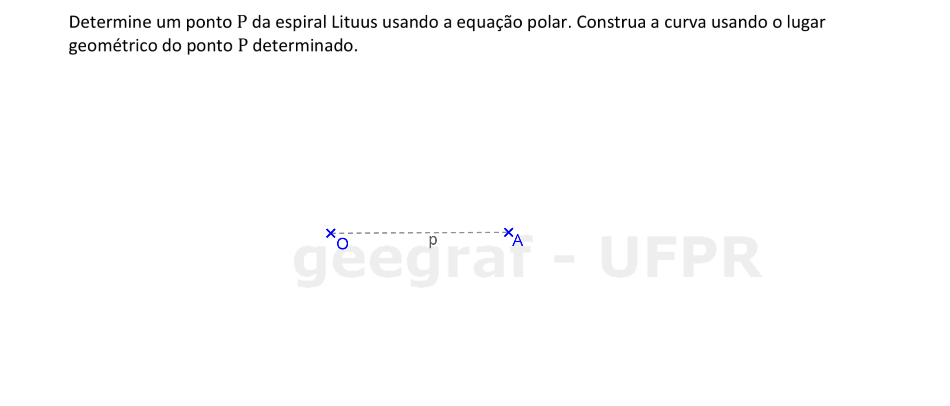 Determine um ponto P da espiral Lituus usando a equação polar. Construa a curva usando o lugar
geométrico do ponto P determinado.
O
p
A
geegraf - UFPR